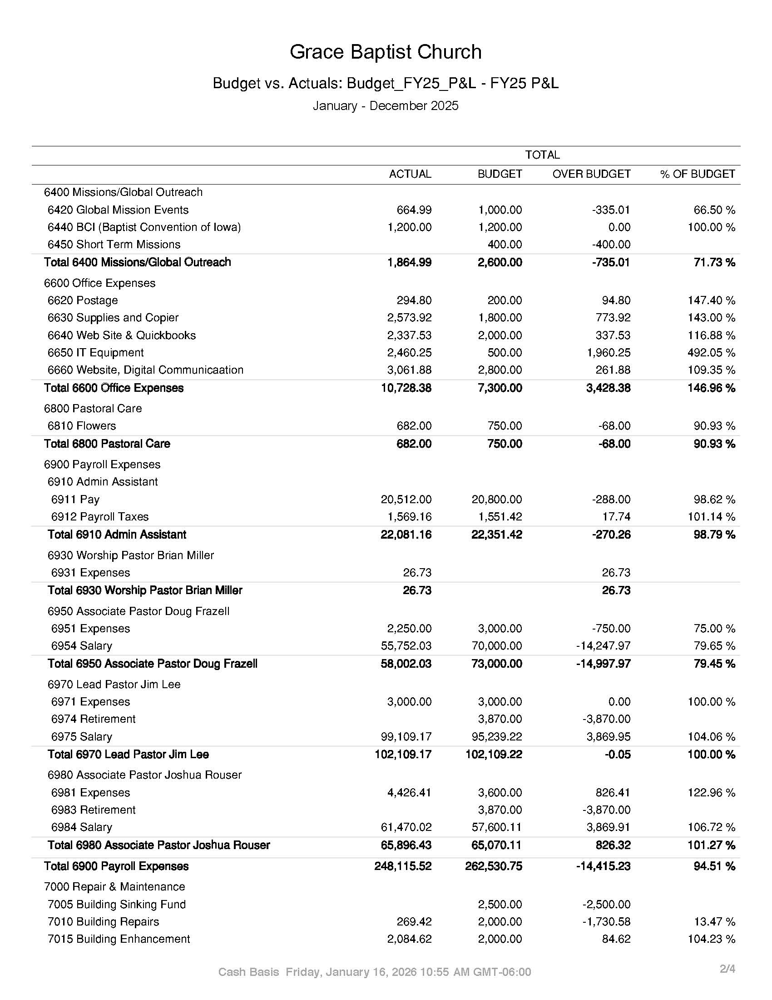 Grace Baptist Church
Budget vs. Actuals: Budget_FY25_P&L - FY25 P&L
January - December 2025
TOTAL
ACTUAL BUDGET OVER BUDGET % OF BUDGET
6400 Missions/Global Outreach
6420 Global Mission Events 664.99 1,000.00 -335.01 66.50 %
6440 BCI (Baptist Convention of Iowa) 1,200.00 1,200.00 0.00 100.00 %
6450 Short Term Missions 400.00 -400.00
Total 6400 Missions/Global Outreach 1,864.99 2,600.00 -735.01 71.73 %
6600 Office Expenses
6620 Postage 294.80 200.00 94.80 147.40 %
6630 Supplies and Copier 2,573.92 1,800.00 773.92 143.00 %
6640 Web Site & Quickbooks 2,337.53 2,000.00 337.53 116.88 %
6650 IT Equipment 2,460.25 500.00 1,960.25 492.05 %
6660 Website, Digital Communicaation 3,061.88 2,800.00 261.88 109.35 %
Total 6600 Office Expenses 10,728.38 7,300.00 3,428.38 146.96 %
6800 Pastoral Care
6810 Flowers 682.00 750.00 -68.00 90.93 %
Total 6800 Pastoral Care 682.00 750.00 -68.00 90.93 %
6900 Payroll Expenses
6910 Admin Assistant
6911 Pay 20,512.00 20,800.00 -288.00 98.62 %
6912 Payroll Taxes 1,569.16 1,551.42 17.74 101.14 %
Total 6910 Admin Assistant 22,081.16 22,351.42 -270.26 98.79 %
6930 Worship Pastor Brian Miller
6931 Expenses 26.73 26.73
Total 6930 Worship Pastor Brian Miller 26.73 26.73
6950 Associate Pastor Doug Frazell
6951 Expenses 2,250.00 3,000.00 -750.00 75.00 %
6954 Salary 55,752.03 70,000.00 -14,247.97 79.65 %
Total 6950 Associate Pastor Doug Frazell 58,002.03 73,000.00 -14,997.97 79.45 %
6970 Lead Pastor Jim Lee
6971 Expenses 3,000.00 3,000.00 0.00 100.00 %
6974 Retirement 3,870.00 -3,870.00
6975 Salary 99,109.17 95,239.22 3,869.95 104.06 %
Total 6970 Lead Pastor Jim Lee 102,109.17 102,109.22 -0.05 100.00 %
6980 Associate Pastor Joshua Rouser
6981 Expenses 4,426.41 3,600.00 826.41 122.96 %
6983 Retirement 3,870.00 -3,870.00
6984 Salary 61,470.02 57,600.11 3,869.91 106.72 %
Total 6980 Associate Pastor Joshua Rouser 65,896.43 65,070.11 826.32 101.27 %
Total 6900 Payroll Expenses 248,115.52 262,530.75 -14,415.23 94.51 %
7000 Repair & Maintenance
7005 Building Sinking Fund 2,500.00 -2,500.00
7010 Building Repairs 269.42 2,000.00 -1,730.58 13.47 %
7015 Building Enhancement 2,084.62 2,000.00 84.62 104.23 %
Cash Basis Friday, January 16, 2026 10:55 AM GMT-06:00 2/4